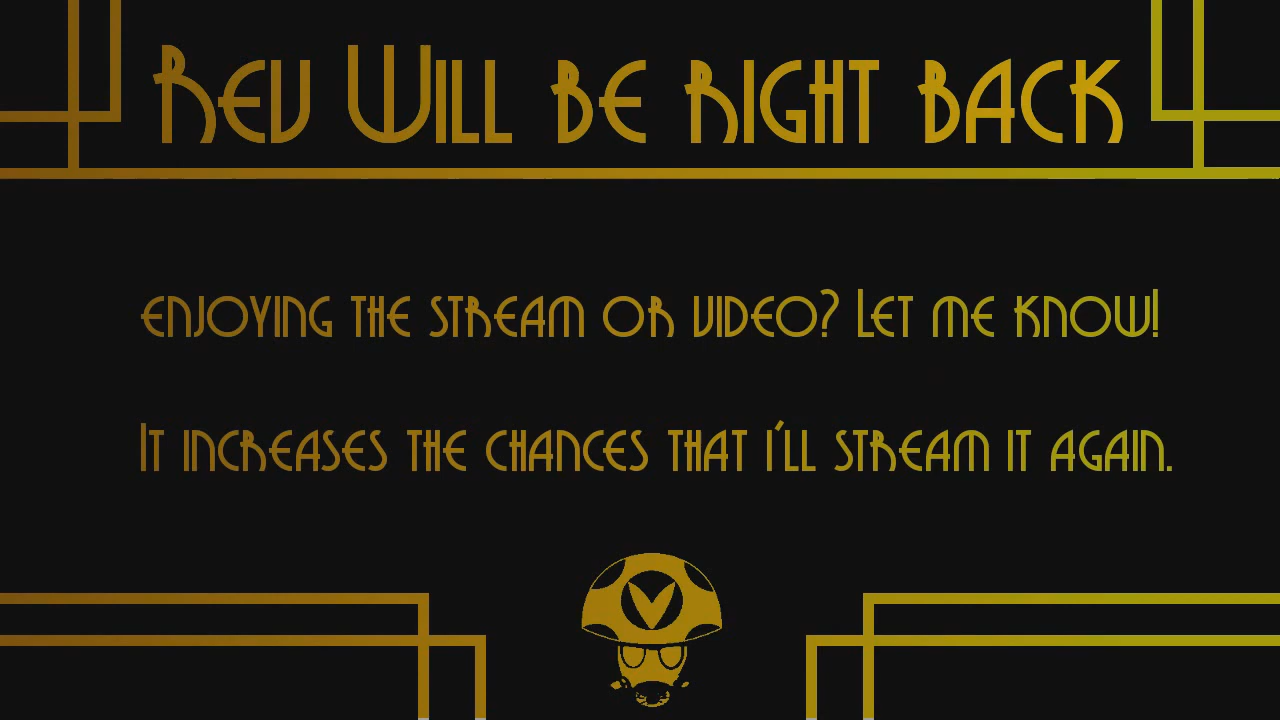 Rev Will be right back
enjoying the stream or video? Let me know!
It increases the chances that I'll stream it again.